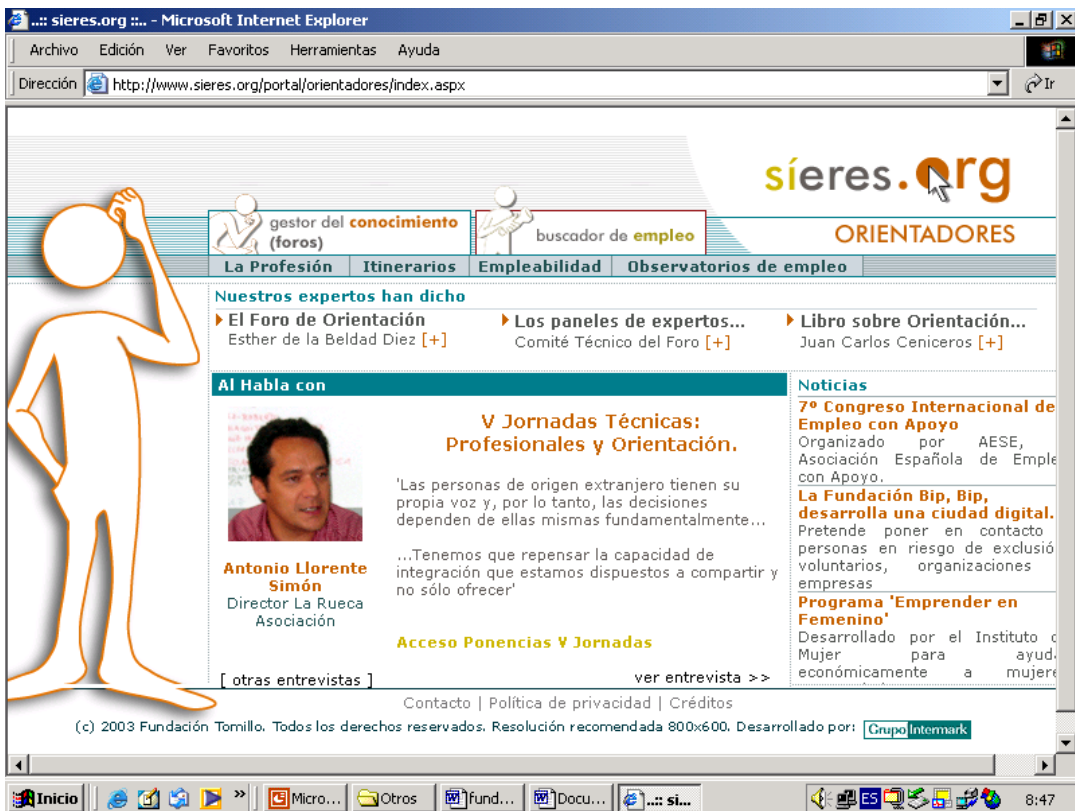 ..:: sieres.org ::.. - Microsoft Internet Explorer
Archivo Edición Ver Favoritos Herramientas Ayuda
Dirección http://www.sieres.org/portal/orientadores/index.aspx Ir
síeres.org
gestor del conocimiento
(foros)
buscador de empleo
ORIENTADORES
La Profesión Itinerarios Empleabilidad Observatorios de empleo
Nuestros expertos han dicho
El Foro de Orientación
Esther de la Beldad Diez [+]
Los paneles de expertos...
Comité Técnico del Foro [+]
Libro sobre Orientación...
Juan Carlos Ceniceros [+]
Al Habla con
Antonio Llorente
Simón
Director La Rueca
Asociación
V Jornadas Técnicas:
Profesionales y Orientación.
'Las personas de origen extranjero tienen su
propia voz y, por lo tanto, las decisiones
dependen de ellas mismas fundamentalmente...
...Tenemos que repensar la capacidad de
integración que estamos dispuestos a compartir y
no sólo ofrecer'
Acceso Ponencias V Jornadas
[ otras entrevistas ] ver entrevista >>
Noticias
7º Congreso Internacional de
Empleo con Apoyo
Organizado por AESE,
Asociación Española de Emple
con Apoyo.
La Fundación Bip, Bip,
desarrolla una ciudad digital.
Pretende poner en contacto
personas en riesgo de exclusió
voluntarios, organizaciones
empresas
Programa 'Emprender en
Femenino'
Desarrollado por el Instituto d
Mujer para ayud
económicamente a mujere
Contacto | Política de privacidad | Créditos
(c) 2003 Fundación Tomillo. Todos los derechos reservados. Resolución recomendada 800x600. Desarrollado por: Grupo Intermark
Inicio » Micro... Otros fund... Docu... ..:: si... ES 8:47